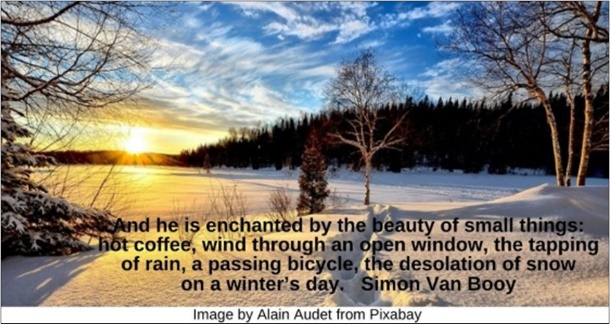 And he is enchanted by the beauty of small things:
hot coffee, wind through an open window, the tapping
of rain, a passing bicycle, the desolation of snow
on a winter's day. Simon Van Booy
Image by Alain Audet from Pixabay